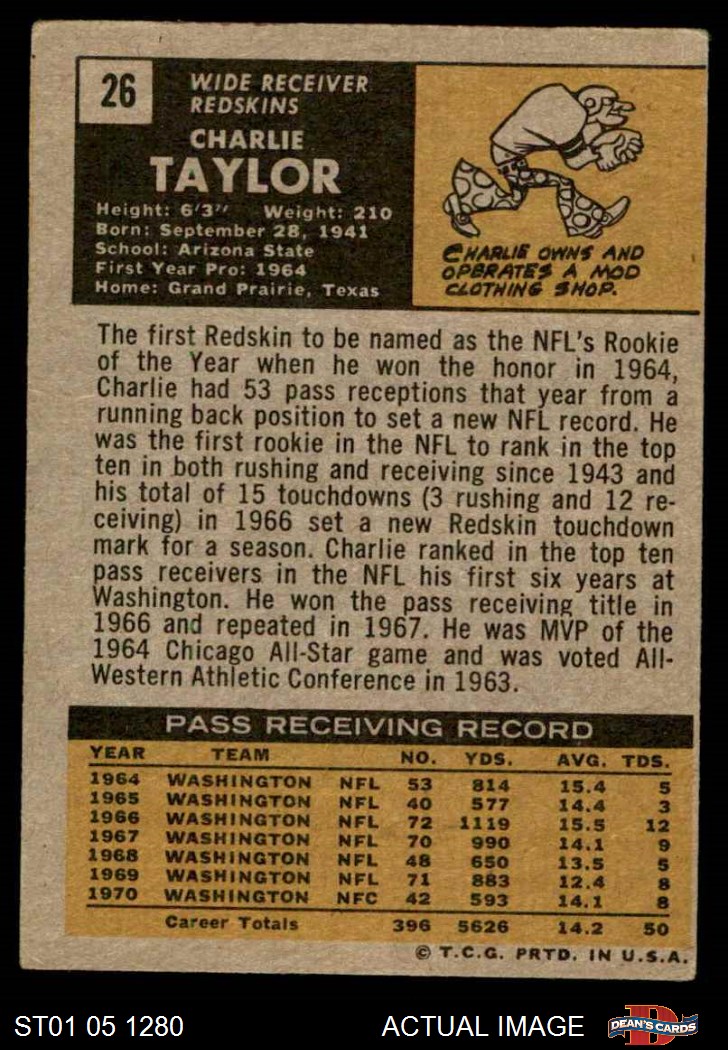 26
WIDE RECEIVER
REDSKINS
CHARLIE
TAYLOR
Height: 6'3" Weight: 210
Born: September 28, 1941
School: Arizona State
First Year Pro: 1964
Home: Grand Prairie, Texas
CHARLIE OWNS AND
OPERATES A MOD
CLOTHING SHOP.
The first Redskin to be named as the NFL's Rookie
of the Year when he won the honor in 1964,
Charlie had 53 pass receptions that year from a
running back position to set a new NFL record. He
was the first rookie in the NFL to rank in the top
ten in both rushing and receiving since 1943 and
his total of 15 touchdowns (3 rushing and 12 re-
ceiving) in 1966 set a new Redskin touchdown
mark for a season. Charlie ranked in the top ten
pass receivers in the NFL his first six years at
Washington. He won the pass receiving title in
1966 and repeated in 1967. He was MVP of the
1964 Chicago All-Star game and was voted All-
Western Athletic Conference in 1963.
PASS RECEIVING RECORD
YEAR TEAM NO. YDS. AVG. TDS.
1964 WASHINGTON NFL 53 814 15.4 5
1965 WASHINGTON NFL 40 577 14.4 3
1966 WASHINGTON NFL 72 1119 15.5 12
1967 WASHINGTON NFL 70 990 14.1 9
1968 WASHINGTON NFL 48 650 13.5 5
1969 WASHINGTON NFL 71 883 12.4 8
1970 WASHINGTON NFC 42 593 14.1 8
Career Totals 396 5626 14.2 50
© T.C.G. PRTD. IN U.S.A.
ST01 05 1280
ACTUAL IMAGE
D
DEAN'S CARDS